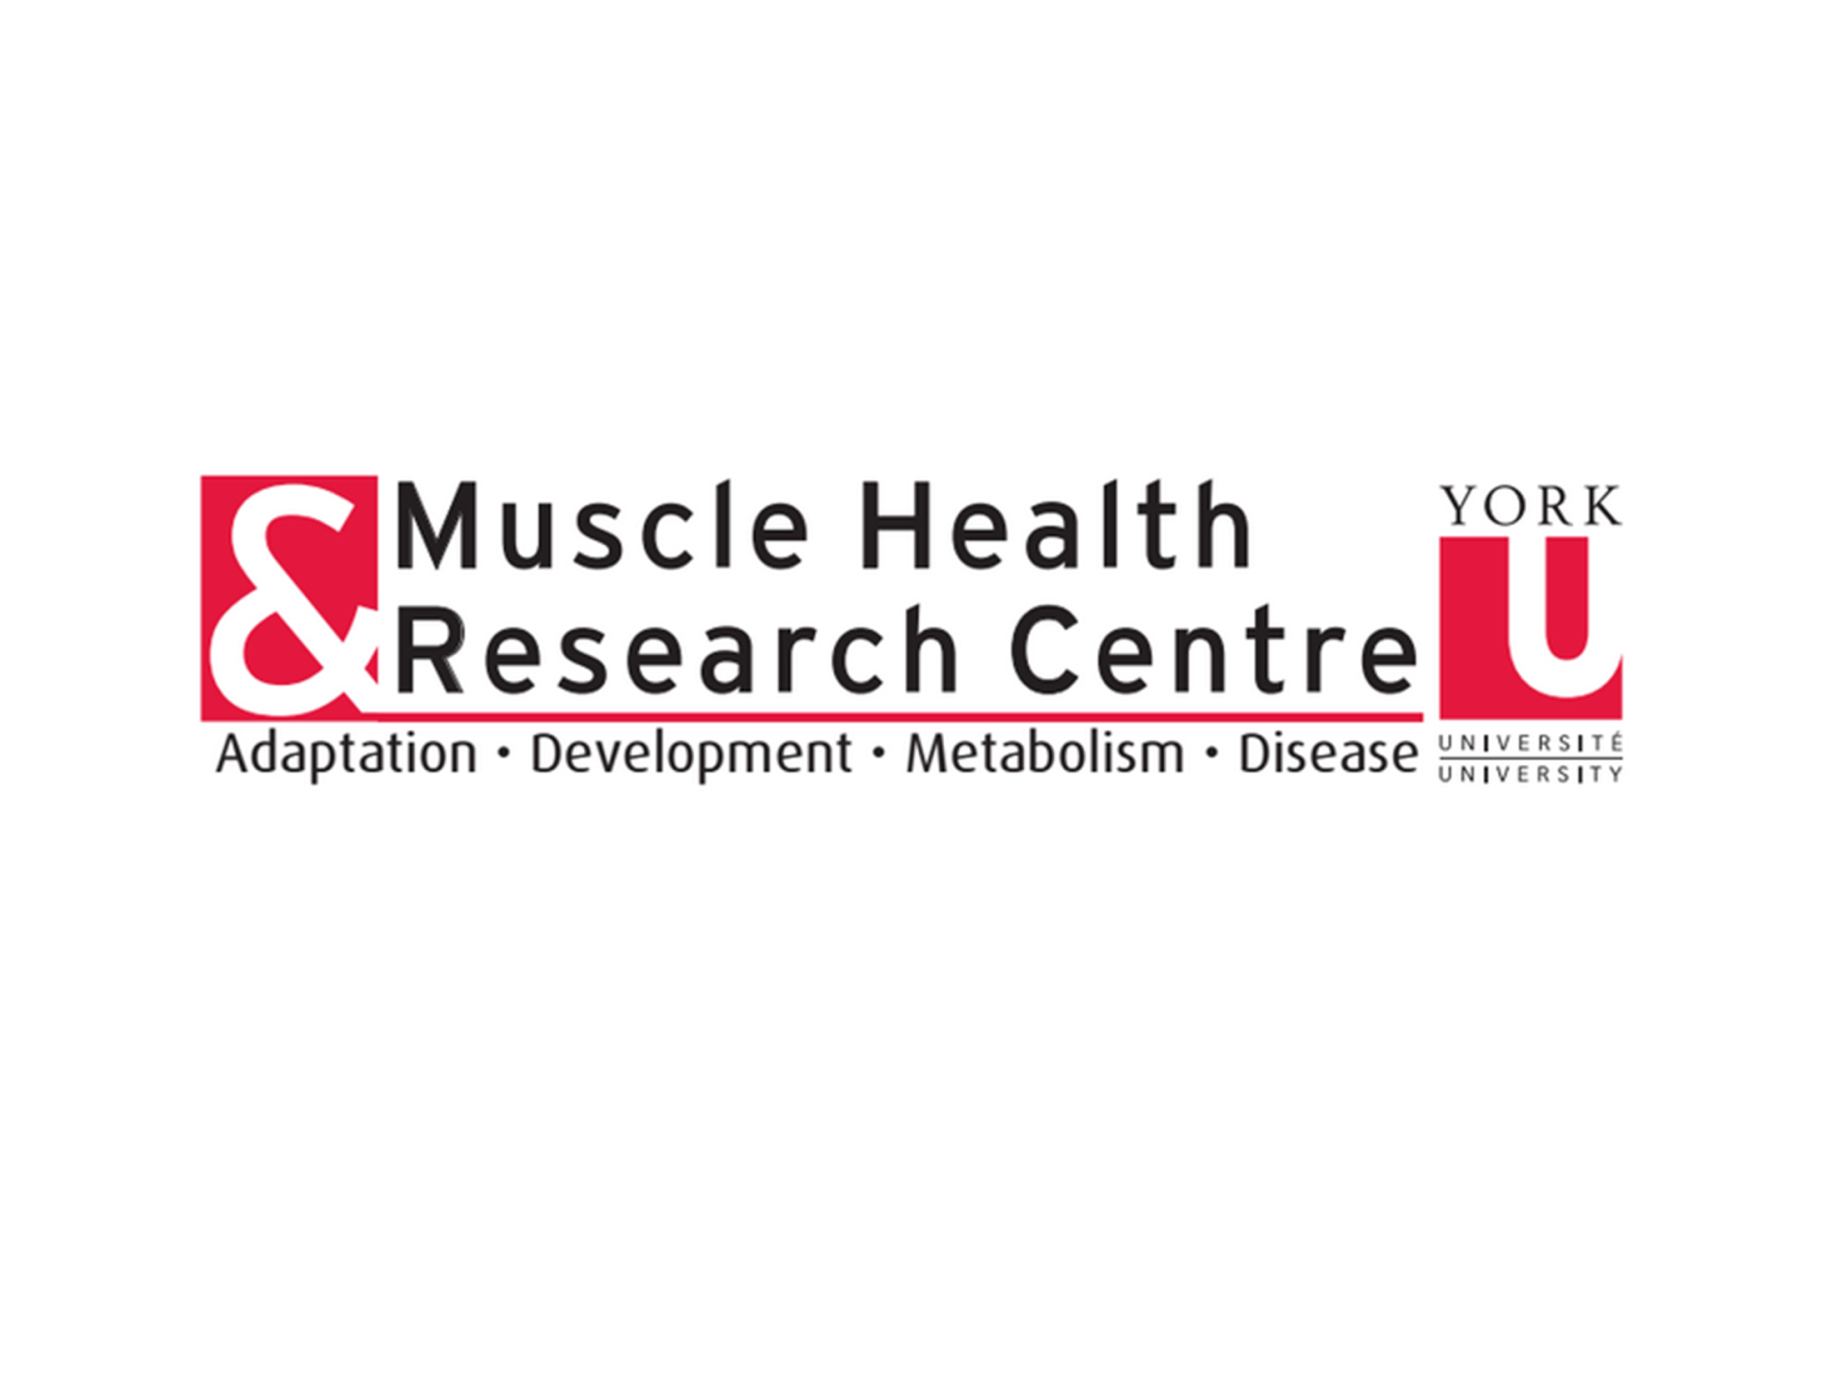 & Muscle Health
Research Centre
Adaptation • Development • Metabolism • Disease
YORK
U
UNIVERSITÉ
UNIVERSITY